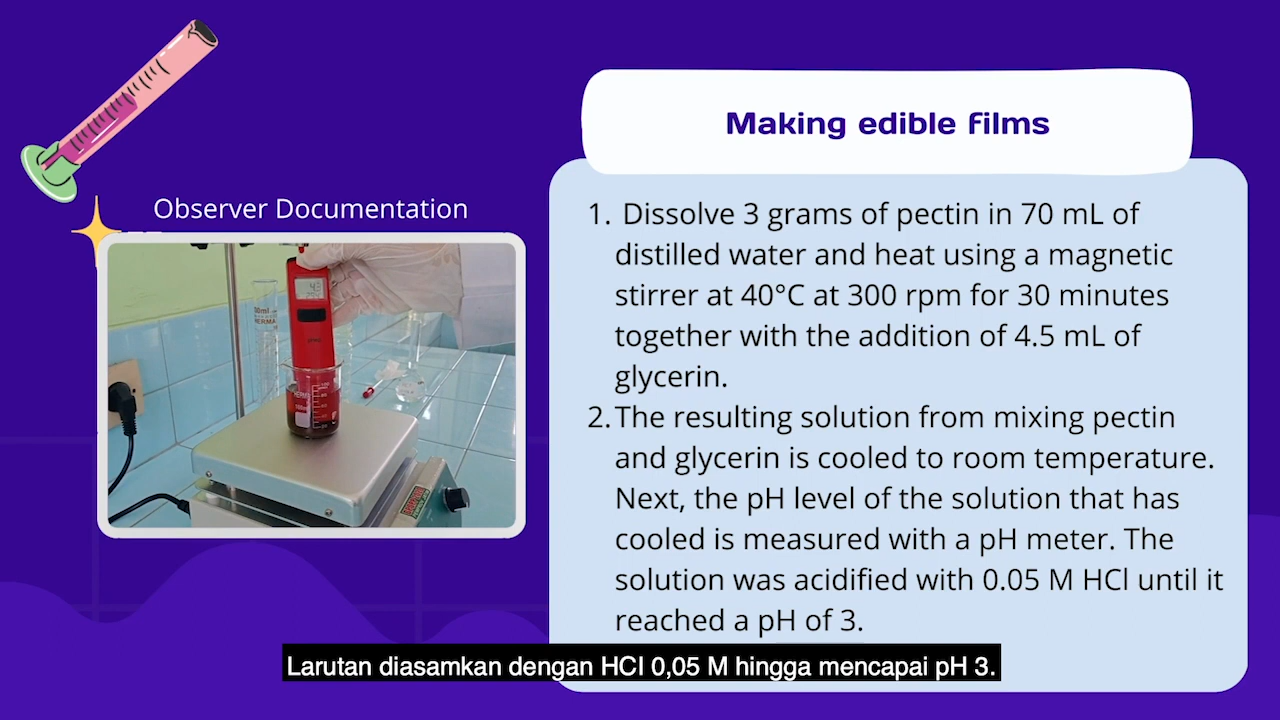 Making edible films
Observer Documentation
1. Dissolve 3 grams of pectin in 70 mL of
distilled water and heat using a magnetic
stirrer at 40°C at 300 rpm for 30 minutes
together with the addition of 4.5 mL of
glycerin.
2. The resulting solution from mixing pectin
and glycerin is cooled to room temperature.
Next, the pH level of the solution that has
cooled is measured with a pH meter. The
solution was acidified with 0.05 M HCl until it
reached a pH of 3.
Larutan diasamkan dengan HCl 0,05 M hingga mencapai pH 3.